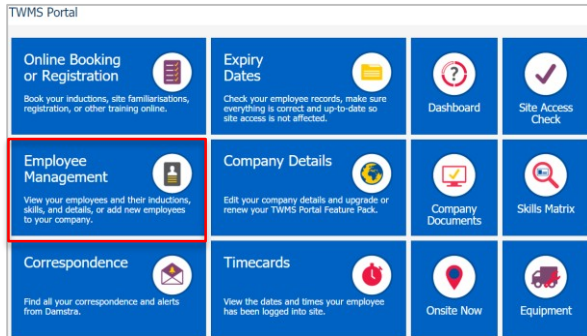 TWMS Portal
Online Booking
or Registration
Book your inductions, site familiarisations,
registration, or other training online.
Expiry
Dates
Check your employee records, make sure
everything is correct and up-to-date so
site access is not affected.
Dashboard
Site Access
Check
Employee
Management
View your employees and their inductions,
skills, and details, or add new employees
to your company.
Company Details
Edit your company details and upgrade or
renew your TWMS Portal Feature Pack.
Company
Documents
Skills Matrix
Correspondence
Find all your correspondence and alerts
from Damstra.
Timecards
View the dates and times your employee
has been logged into site.
Onsite Now
Equipment